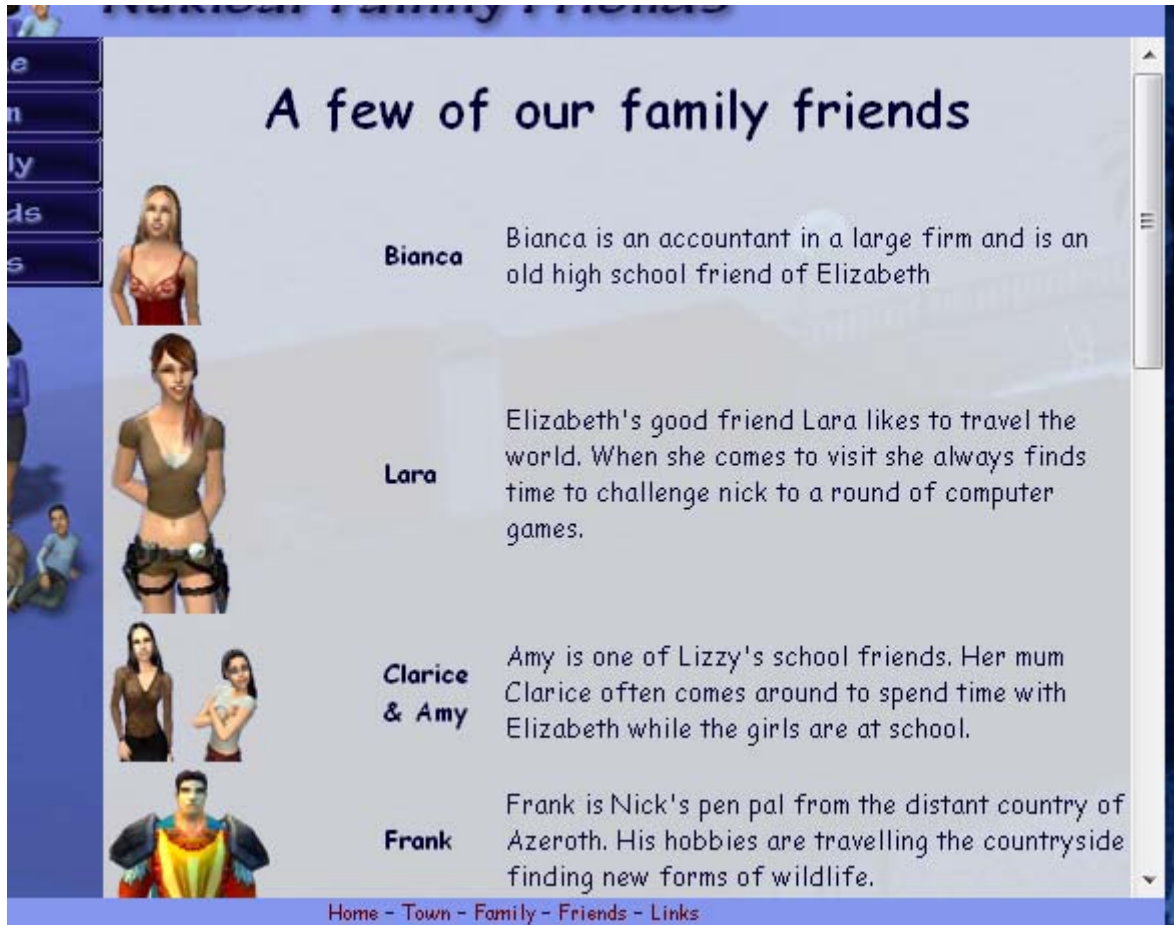 Nuklear Family Friends
A few of our family friends
Bianca
Bianca is an accountant in a large firm and is an
old high school friend of Elizabeth
Lara
Elizabeth's good friend Lara likes to travel the
world. When she comes to visit she always finds
time to challenge nick to a round of computer
games.
Clarice
& Amy
Amy is one of Lizzy's school friends. Her mum
Clarice often comes around to spend time with
Elizabeth while the girls are at school.
Frank
Frank is Nick's pen pal from the distant country of
Azeroth. His hobbies are travelling the countryside
finding new forms of wildlife.
Home - Town - Family - Friends - Links